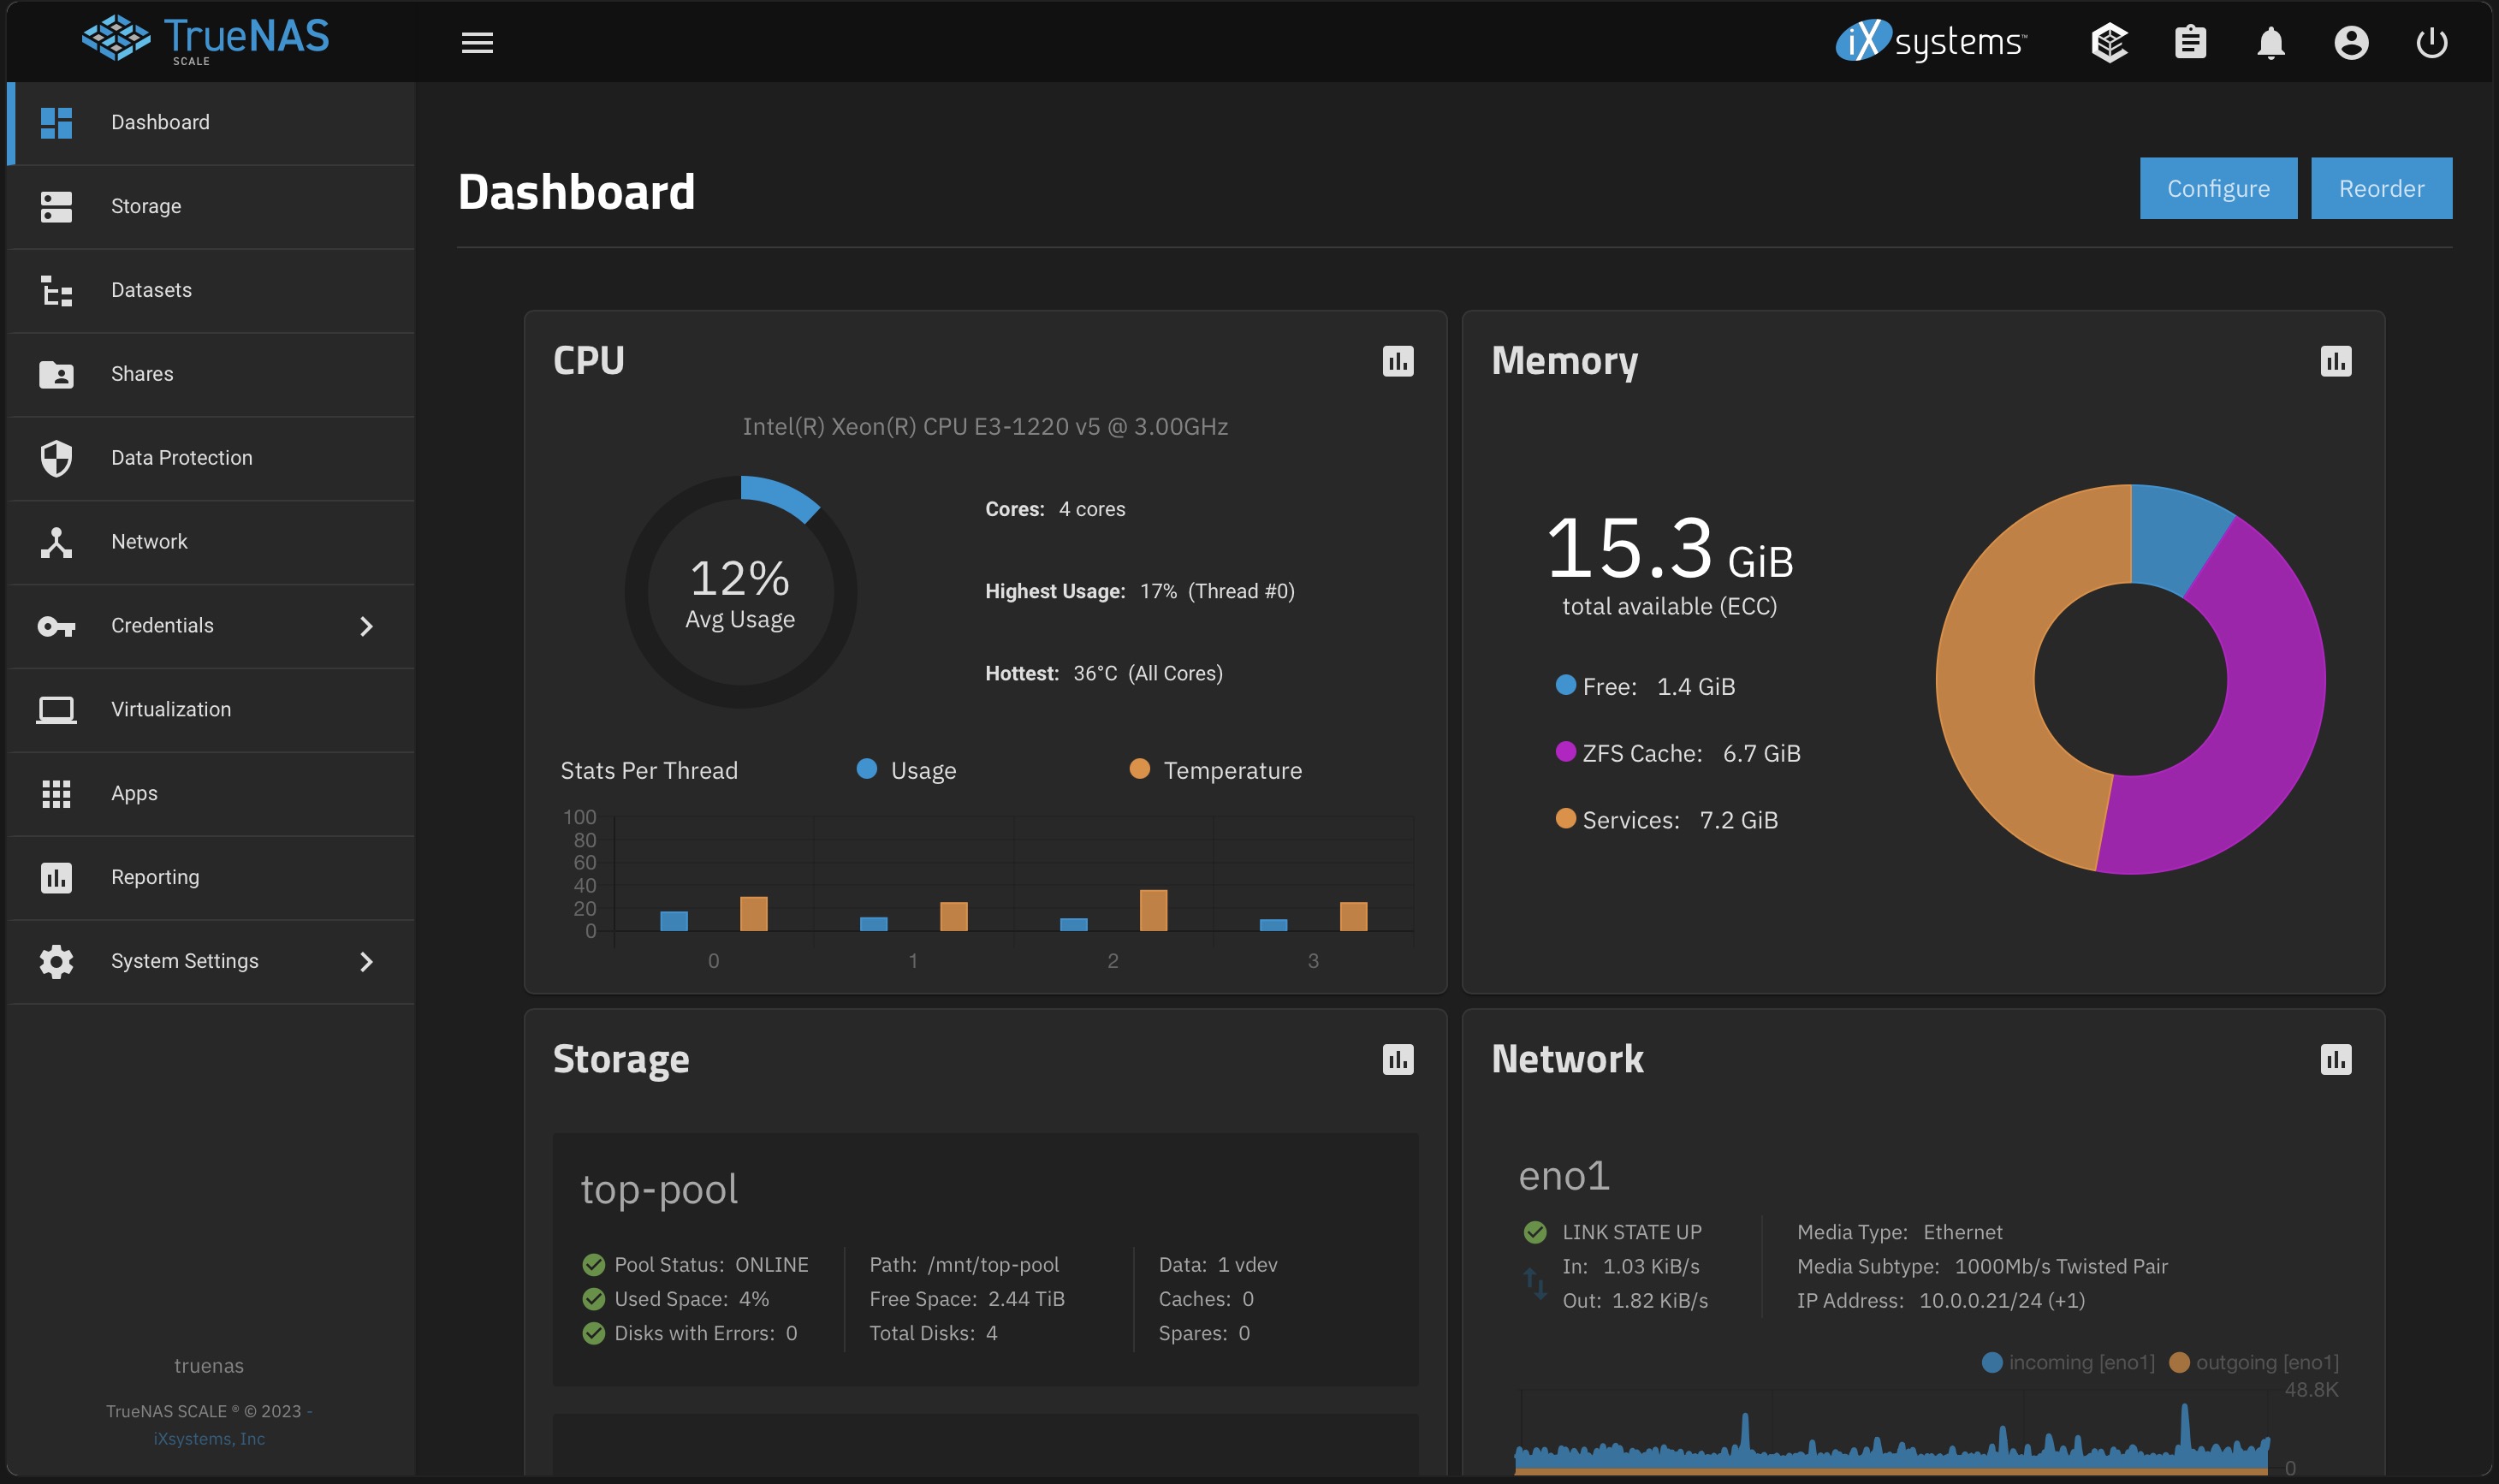 TrueNAS
SCALE
iXsystems™
Dashboard
Storage
Datasets
Shares
Data Protection
Network
Credentials
Virtualization
Apps
Reporting
System Settings
truenas
TrueNAS SCALE ® © 2023 -
iXsystems, Inc
Dashboard
Configure
Reorder
CPU
Intel(R) Xeon(R) CPU E3-1220 v5 @ 3.00GHz
12%
Avg Usage
Cores: 4 cores
Highest Usage: 17% (Thread #0)
Hottest: 36°C (All Cores)
Stats Per Thread
Usage
Temperature
100
80
60
40
20
0
0
1
2
3
Memory
15.3 GiB
total available (ECC)
Free: 1.4 GiB
ZFS Cache: 6.7 GiB
Services: 7.2 GiB
Storage
top-pool
Pool Status: ONLINE
Used Space: 4%
Disks with Errors: 0
Path: /mnt/top-pool
Free Space: 2.44 TiB
Total Disks: 4
Data: 1 vdev
Caches: 0
Spares: 0
Network
eno1
LINK STATE UP
In: 1.03 KiB/s
Out: 1.82 KiB/s
Media Type: Ethernet
Media Subtype: 1000Mb/s Twisted Pair
IP Address: 10.0.0.21/24 (+1)
incoming [eno1]
outgoing [eno1]
48.8K
0